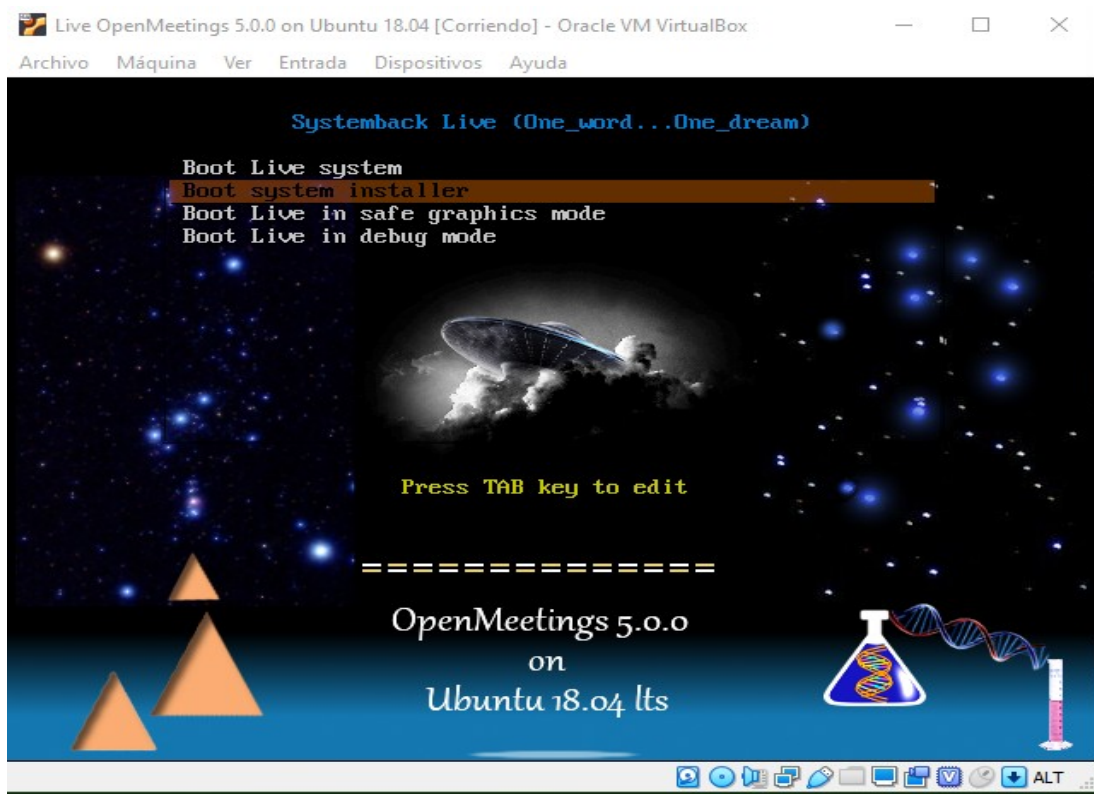 Live OpenMeetings 5.0.0 on Ubuntu 18.04 [Corriendo] - Oracle VM VirtualBox
Archivo Máquina Ver Entrada Dispositivos Ayuda
Systemback Live (One_word...One_dream)
Boot Live system
Boot system installer
Boot Live in safe graphics mode
Boot Live in debug mode
Press TAB key to edit
==============
OpenMeetings 5.0.0
on
Ubuntu 18.04 lts
ALT